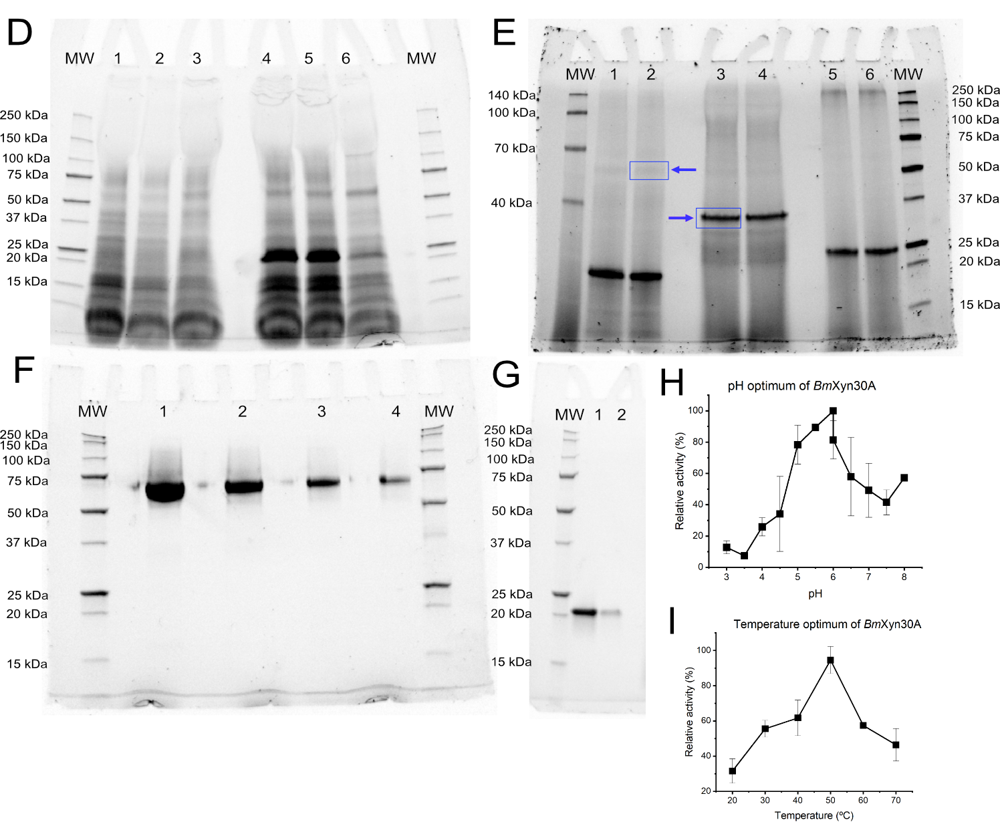 D
MW 1 2 3 4 5 6 MW
250 kDa
150 kDa
100 kDa
75 kDa
50 kDa
37 kDa
25 kDa
20 kDa
15 kDa
E
MW 1 2 3 4 5 6 MW
140 kDa
100 kDa
70 kDa
40 kDa
250 kDa
150 kDa
100 kDa
75 kDa
50 kDa
37 kDa
25 kDa
20 kDa
15 kDa
F
MW 1 2 3 4 MW
250 kDa
150 kDa
100 kDa
75 kDa
50 kDa
37 kDa
25 kDa
20 kDa
15 kDa
G
MW 1 2
250 kDa
150 kDa
100 kDa
75 kDa
50 kDa
37 kDa
25 kDa
20 kDa
15 kDa
H
pH optimum of BmXyn30A
Relative activity (%)
100
80
60
40
20
0
3 4 5 6 7 8
pH
I
Temperature optimum of BmXyn30A
Relative activity (%)
100
80
60
40
20
20 30 40 50 60 70
Temperature (ºC)